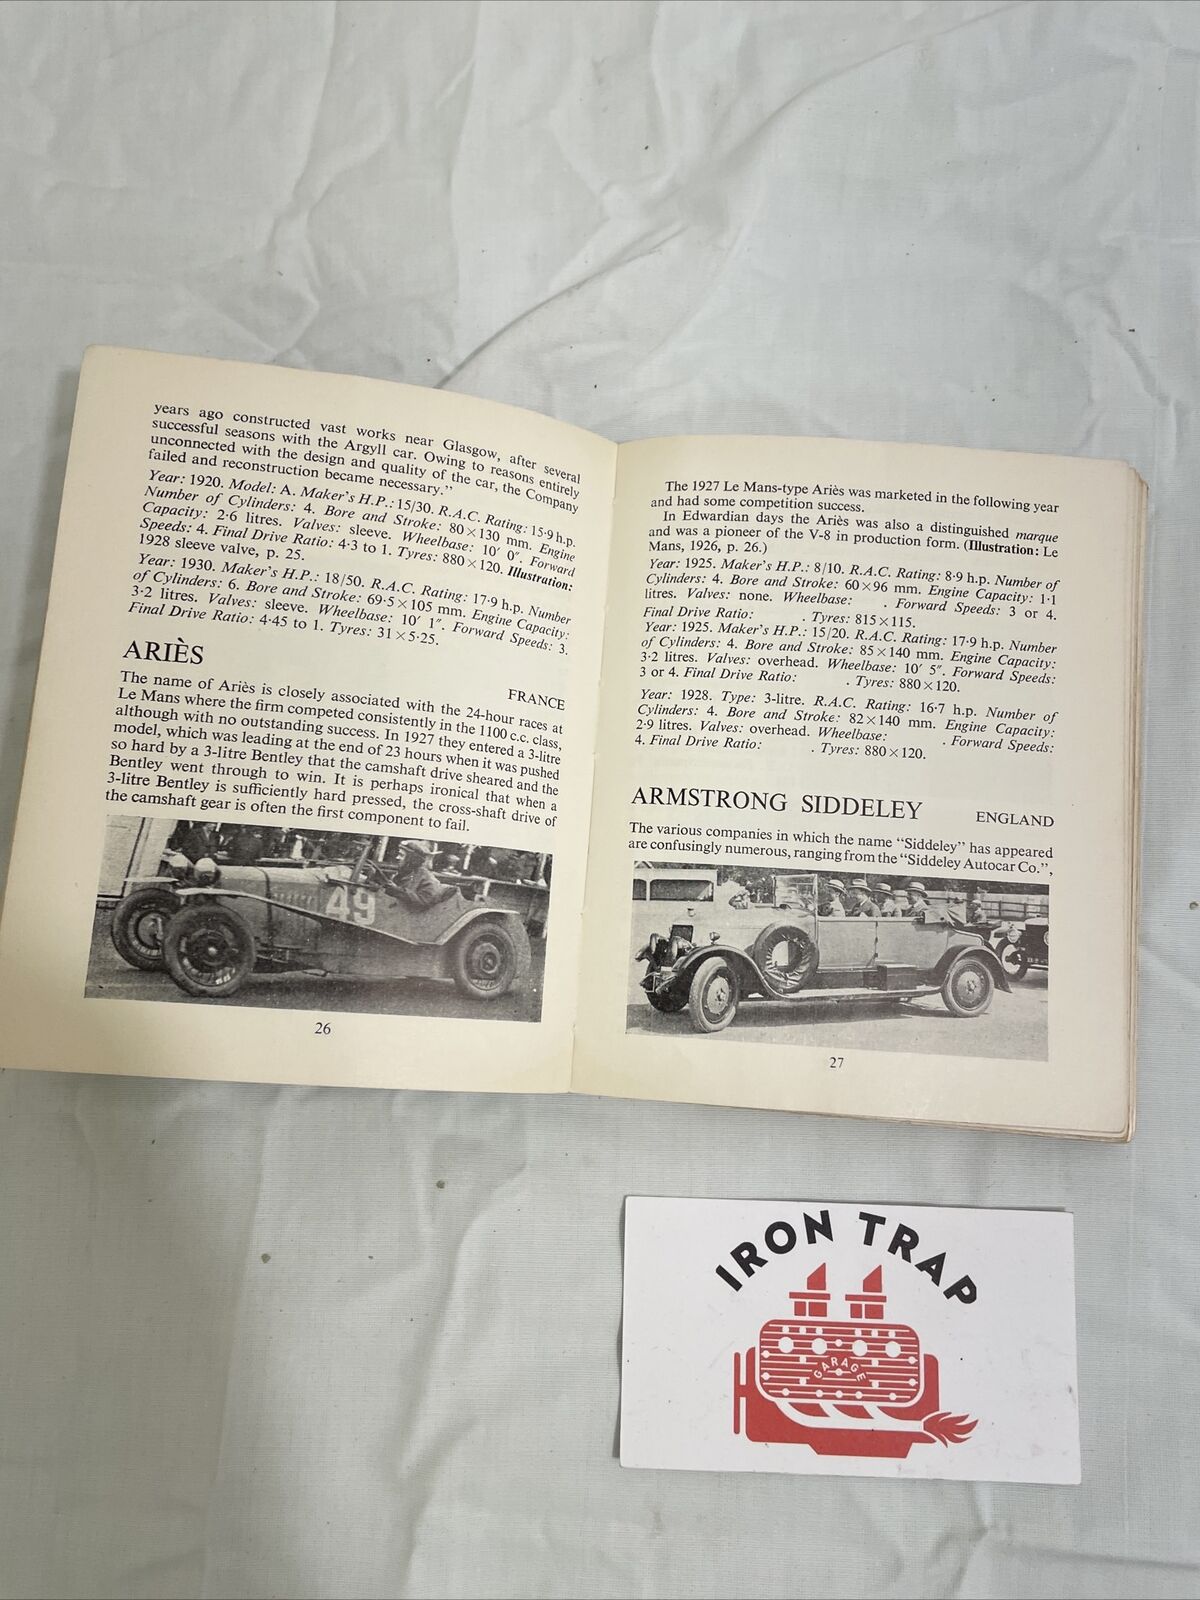 years ago constructed vast works near Glasgow, after several
successful seasons with the Argyll car. Owing to reasons entirely
unconnected with the design and quality of the car, the Company
failed and reconstruction became necessary."
Year: 1920. Model: A. Maker's H.P.: 15/30. R.A.C. Rating: 15·9 h.p.
Number of Cylinders: 4. Bore and Stroke: 80×130 mm. Engine
Capacity: 2·6 litres. Valves: sleeve. Wheelbase: 10′ 0″. Forward
Speeds: 4. Final Drive Ratio: 4·3 to 1. Tyres: 880×120. Illustration:
1928 sleeve valve, p. 25.
Year: 1930. Maker's H.P.: 18/50. R.A.C. Rating: 17·9 h.p. Number
of Cylinders: 6. Bore and Stroke: 69·5×105 mm. Engine Capacity:
3·2 litres. Valves: sleeve. Wheelbase: 10′ 1″. Forward Speeds: 3.
Final Drive Ratio: 4·45 to 1. Tyres: 31×5·25.
ARIÈS
FRANCE
The name of Ariès is closely associated with the 24-hour races at
Le Mans where the firm competed consistently in the 1100 c.c. class,
although with no outstanding success. In 1927 they entered a 3-litre
model, which was leading at the end of 23 hours when it was pushed
so hard by a 3-litre Bentley that the camshaft drive sheared and the
Bentley went through to win. It is perhaps ironical that when a
3-litre Bentley is sufficiently hard pressed, the cross-shaft drive of
the camshaft gear is often the first component to fail.
49
26
The 1927 Le Mans-type Ariès was marketed in the following year
and had some competition success.
In Edwardian days the Ariès was also a distinguished marque
and was a pioneer of the V-8 in production form. (Illustration: Le
Mans, 1926, p. 26.)
Year: 1925. Maker's H.P.: 8/10. R.A.C. Rating: 8·9 h.p. Number of
Cylinders: 4. Bore and Stroke: 60×96 mm. Engine Capacity: 1·1
litres. Valves: none. Wheelbase: . Forward Speeds: 3 or 4.
Final Drive Ratio: . Tyres: 815×115.
Year: 1925. Maker's H.P.: 15/20. R.A.C. Rating: 17·9 h.p. Number
of Cylinders: 4. Bore and Stroke: 85×140 mm. Engine Capacity:
3·2 litres. Valves: overhead. Wheelbase: 10′ 5″. Forward Speeds:
3 or 4. Final Drive Ratio: . Tyres: 880×120.
Year: 1928. Type: 3-litre. R.A.C. Rating: 16·7 h.p. Number of
Cylinders: 4. Bore and Stroke: 82×140 mm. Engine Capacity:
2·9 litres. Valves: overhead. Wheelbase: . Forward Speeds:
4. Final Drive Ratio: . Tyres: 880×120.
ARMSTRONG SIDDELEY ENGLAND
The various companies in which the name "Siddeley" has appeared
are confusingly numerous, ranging from the "Siddeley Autocar Co.",
27
IRON TRAP
GARAGE